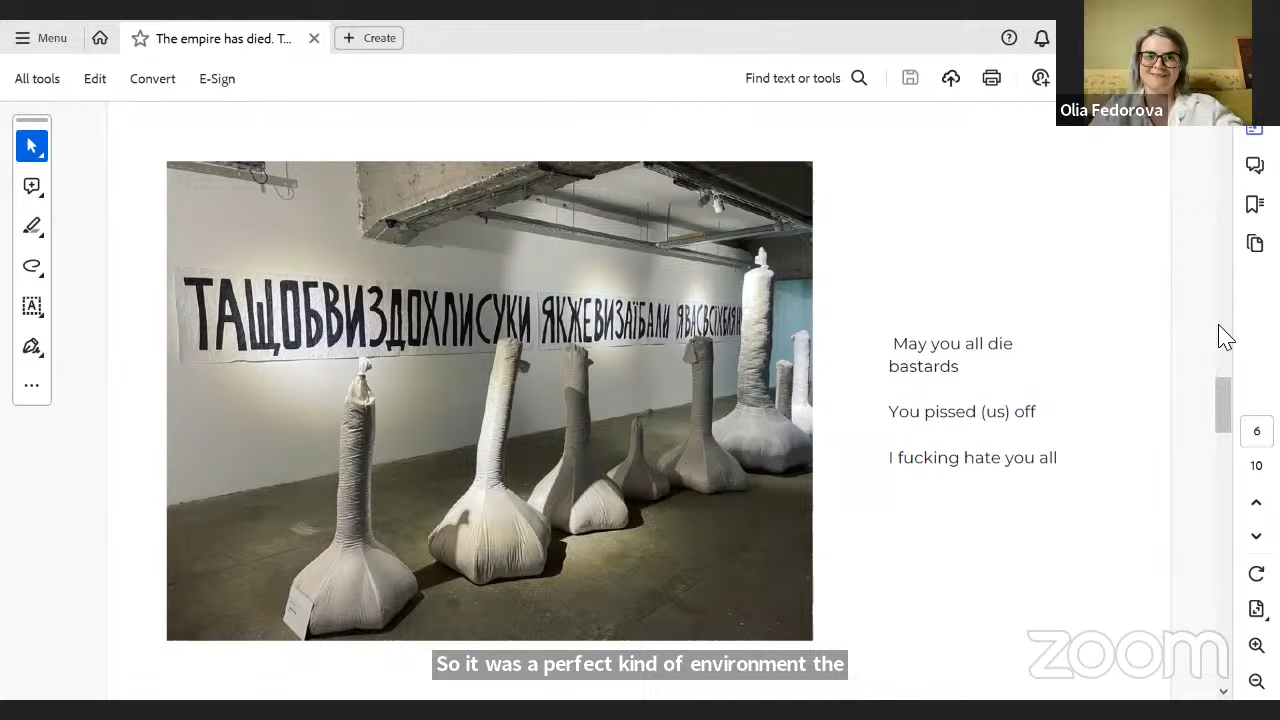 Menu
The empire has died. T...
Create
All tools
Edit
Convert
E-Sign
Find text or tools
Olia Fedorova
ТАЩОБВИЗДОХЛИСУКИ ЯКЖЕВИЗАЇБАЛИ ЯВАСВСІХ
May you all die
bastards
You pissed (us) off
I fucking hate you all
6
10
So it was a perfect kind of environment the
zoom